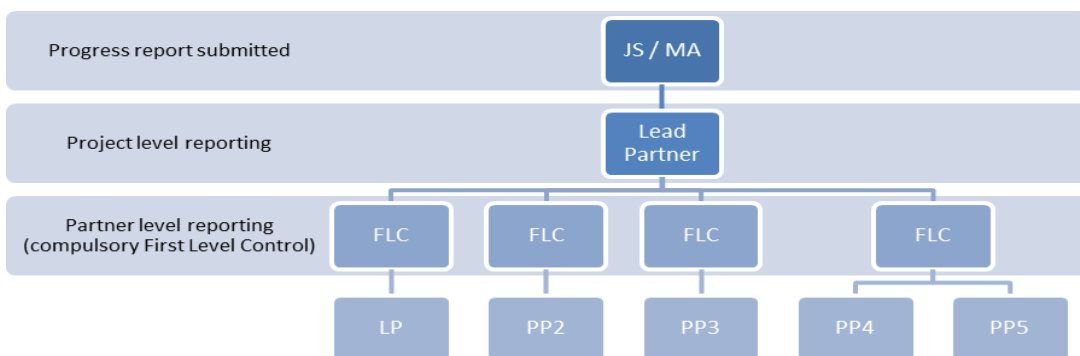 Progress report submitted
JS / MA
Project level reporting
Lead
Partner
Partner level reporting
(compulsory First Level Control)
FLC
FLC
FLC
FLC
LP
PP2
PP3
PP4
PP5